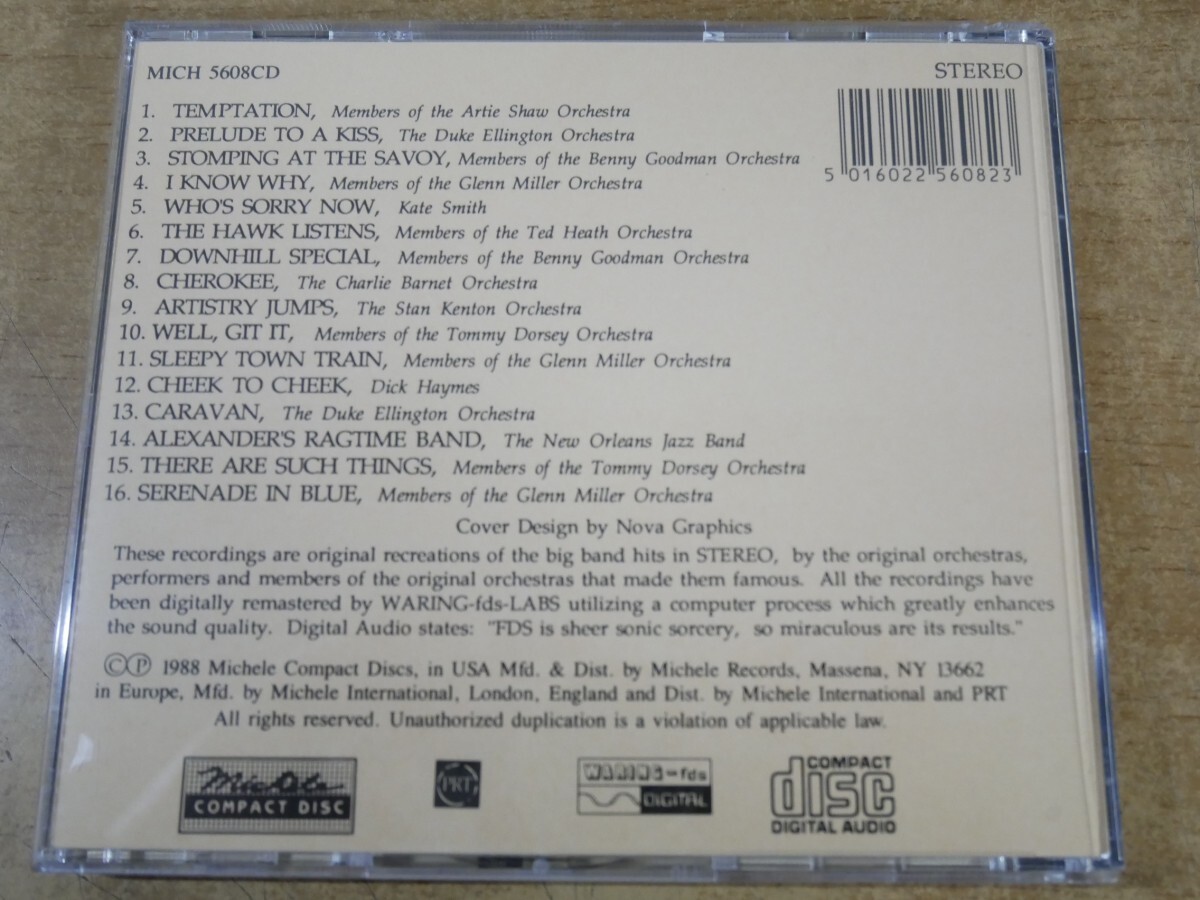 MICH 5608CD
STEREO
1. TEMPTATION, Members of the Artie Shaw Orchestra
2. PRELUDE TO A KISS, The Duke Ellington Orchestra
3. STOMPING AT THE SAVOY, Members of the Benny Goodman Orchestra
4. I KNOW WHY, Members of the Glenn Miller Orchestra
5. WHO'S SORRY NOW, Kate Smith
6. THE HAWK LISTENS, Members of the Ted Heath Orchestra
7. DOWNHILL SPECIAL, Members of the Benny Goodman Orchestra
8. CHEROKEE, The Charlie Barnet Orchestra
9. ARTISTRY JUMPS, The Stan Kenton Orchestra
10. WELL, GIT IT, Members of the Tommy Dorsey Orchestra
11. SLEEPY TOWN TRAIN, Members of the Glenn Miller Orchestra
12. CHEEK TO CHEEK, Dick Haymes
13. CARAVAN, The Duke Ellington Orchestra
14. ALEXANDER'S RAGTIME BAND, The New Orleans Jazz Band
15. THERE ARE SUCH THINGS, Members of the Tommy Dorsey Orchestra
16. SERENADE IN BLUE, Members of the Glenn Miller Orchestra
5 016022 560823
Cover Design by Nova Graphics
These recordings are original recreations of the big band hits in STEREO, by the original orchestras,
performers and members of the original orchestras that made them famous. All the recordings have
been digitally remastered by WARING-fds-LABS utilizing a computer process which greatly enhances
the sound quality. Digital Audio states: "FDS is sheer sonic sorcery, so miraculous are its results."
©℗ 1988 Michele Compact Discs, in USA Mfd. & Dist. by Michele Records, Massena, NY 13662
in Europe, Mfd. by Michele International, London, England and Dist. by Michele International and PRT
All rights reserved. Unauthorized duplication is a violation of applicable law.
Michele
COMPACT DISC
PRT
WARING-fds
DIGITAL
COMPACT
disc
DIGITAL AUDIO